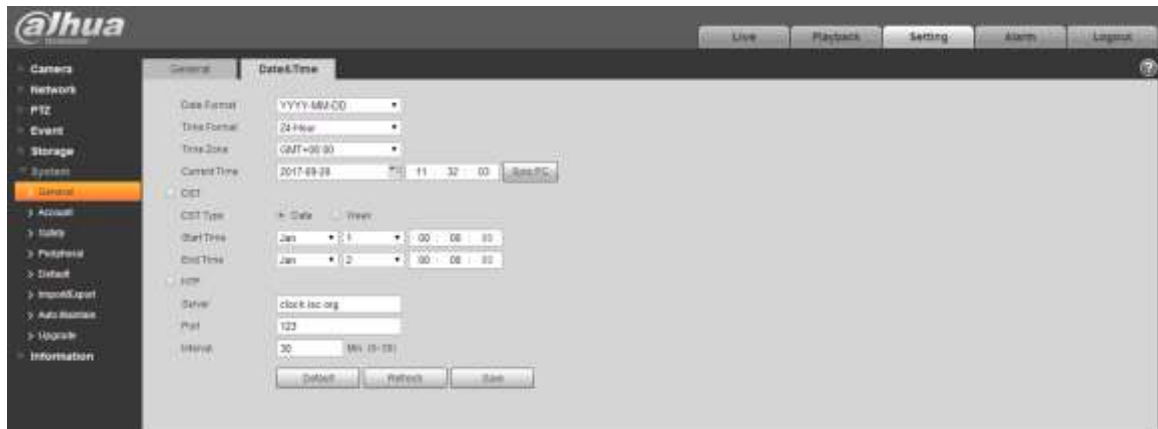 alhua
TECHNOLOGY
Live Playback Setting Alarm Logout
Camera
Network
PTZ
Event
Storage
System
General
Account
Safety
Peripheral
Default
Import/Export
Auto Maintain
Upgrade
Information
General Date&Time
Date Format YYYY-MM-DD
Time Format 24-Hour
Time Zone GMT+00:00
Current Time 2017-09-28 11 : 32 : 03 Sync PC
DST
DST Type Date Week
Start Time Jan 1 00 : 00 : 00
End Time Jan 2 00 : 00 : 00
NTP
Server clock.isc.org
Port 123
Interval 30 Min.
Default Refresh Save